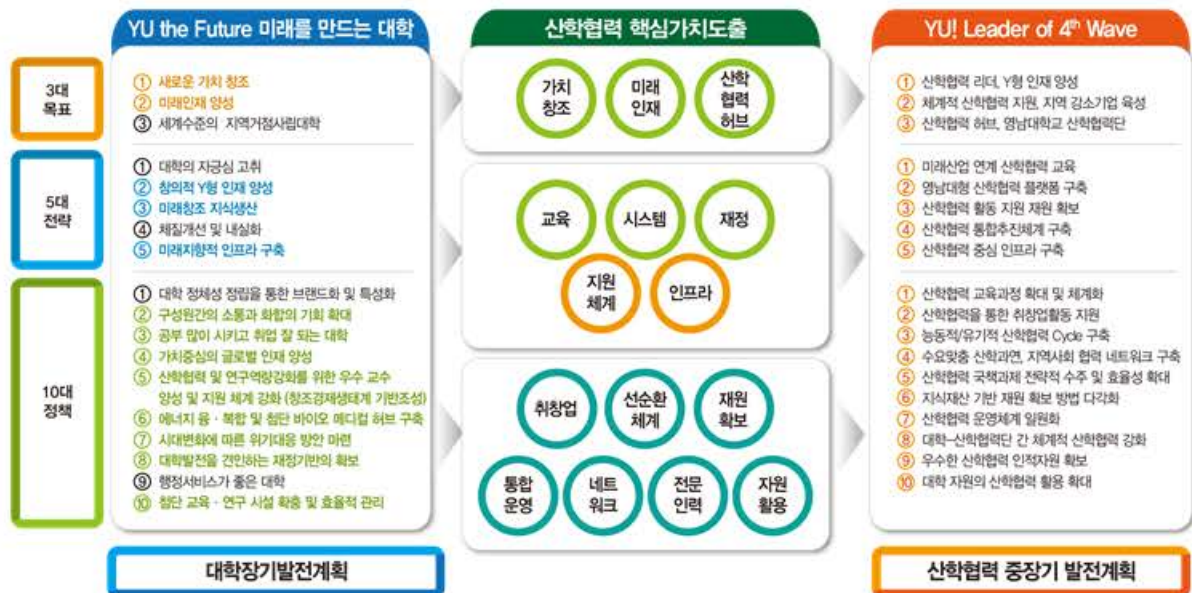 YU the Future 미래를 만드는 대학
산학협력 핵심가치도출
YU! Leader of 4th Wave
3대
목표
① 새로운 가치 창조
② 미래인재 양성
③ 세계수준의 지역거점사립대학
가치
창조
미래
인재
산학
협력
허브
① 산학협력 리더, Y형 인재 양성
② 체계적 산학협력 지원, 지역 강소기업 육성
③ 산학협력 허브, 영남대학교 산학협력단
5대
전략
① 대학의 자긍심 고취
② 창의적 Y형 인재 양성
③ 미래창조 지식생산
④ 체질개선 및 내실화
⑤ 미래지향적 인프라 구축
교육
시스템
재정
지원
체계
인프라
① 미래산업 연계 산학협력 교육
② 영남대형 산학협력 플랫폼 구축
③ 산학협력 활동 지원 재원 확보
④ 산학협력 통합추진체계 구축
⑤ 산학협력 중심 인프라 구축
10대
정책
① 대학 정체성 정립을 통한 브랜드화 및 특성화
② 구성원간의 소통과 화합의 기회 확대
③ 공부 많이 시키고 취업 잘 되는 대학
④ 가치중심의 글로벌 인재 양성
⑤ 산학협력 및 연구역량강화를 위한 우수 교수
양성 및 지원 체계 강화 (창조경제생태계 기반조성)
⑥ 에너지 융·복합 및 첨단 바이오 메디컬 허브 구축
⑦ 시대변화에 따른 위기대응 방안 마련
⑧ 대학발전을 견인하는 재정기반의 확보
⑨ 행정서비스가 좋은 대학
⑩ 첨단 교육·연구 시설 확충 및 효율적 관리
취창업
선순환
체계
재원
확보
통합
운영
네트
워크
전문
인력
자원
활용
① 산학협력 교육과정 확대 및 체계화
② 산학협력을 통한 취창업활동 지원
③ 능동적/유기적 산학협력 Cycle 구축
④ 수요맞춤 산학과연, 지역사회 협력 네트워크 구축
⑤ 산학협력 국책과제 전략적 수주 및 효율성 확대
⑥ 지식재산 기반 재원 확보 방법 다각화
⑦ 산학협력 운영체계 일원화
⑧ 대학–산학협력단 간 체계적 산학협력 강화
⑨ 우수한 산학협력 인적자원 확보
⑩ 대학 자원의 산학협력 활용 확대
대학장기발전계획
산학협력 중장기 발전계획